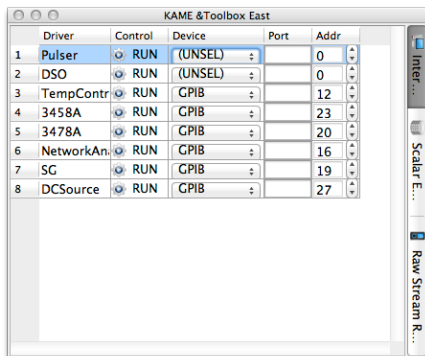 KAME &Toolbox East
Driver Control Device Port Addr
1 Pulser RUN (UNSEL) 0
2 DSO RUN (UNSEL) 0
3 TempContr RUN GPIB 12
4 3458A RUN GPIB 23
5 3478A RUN GPIB 20
6 NetworkAn RUN GPIB 16
7 SG RUN GPIB 19
8 DCSource RUN GPIB 27
Inter...
Scalar E...
Raw Stream R...